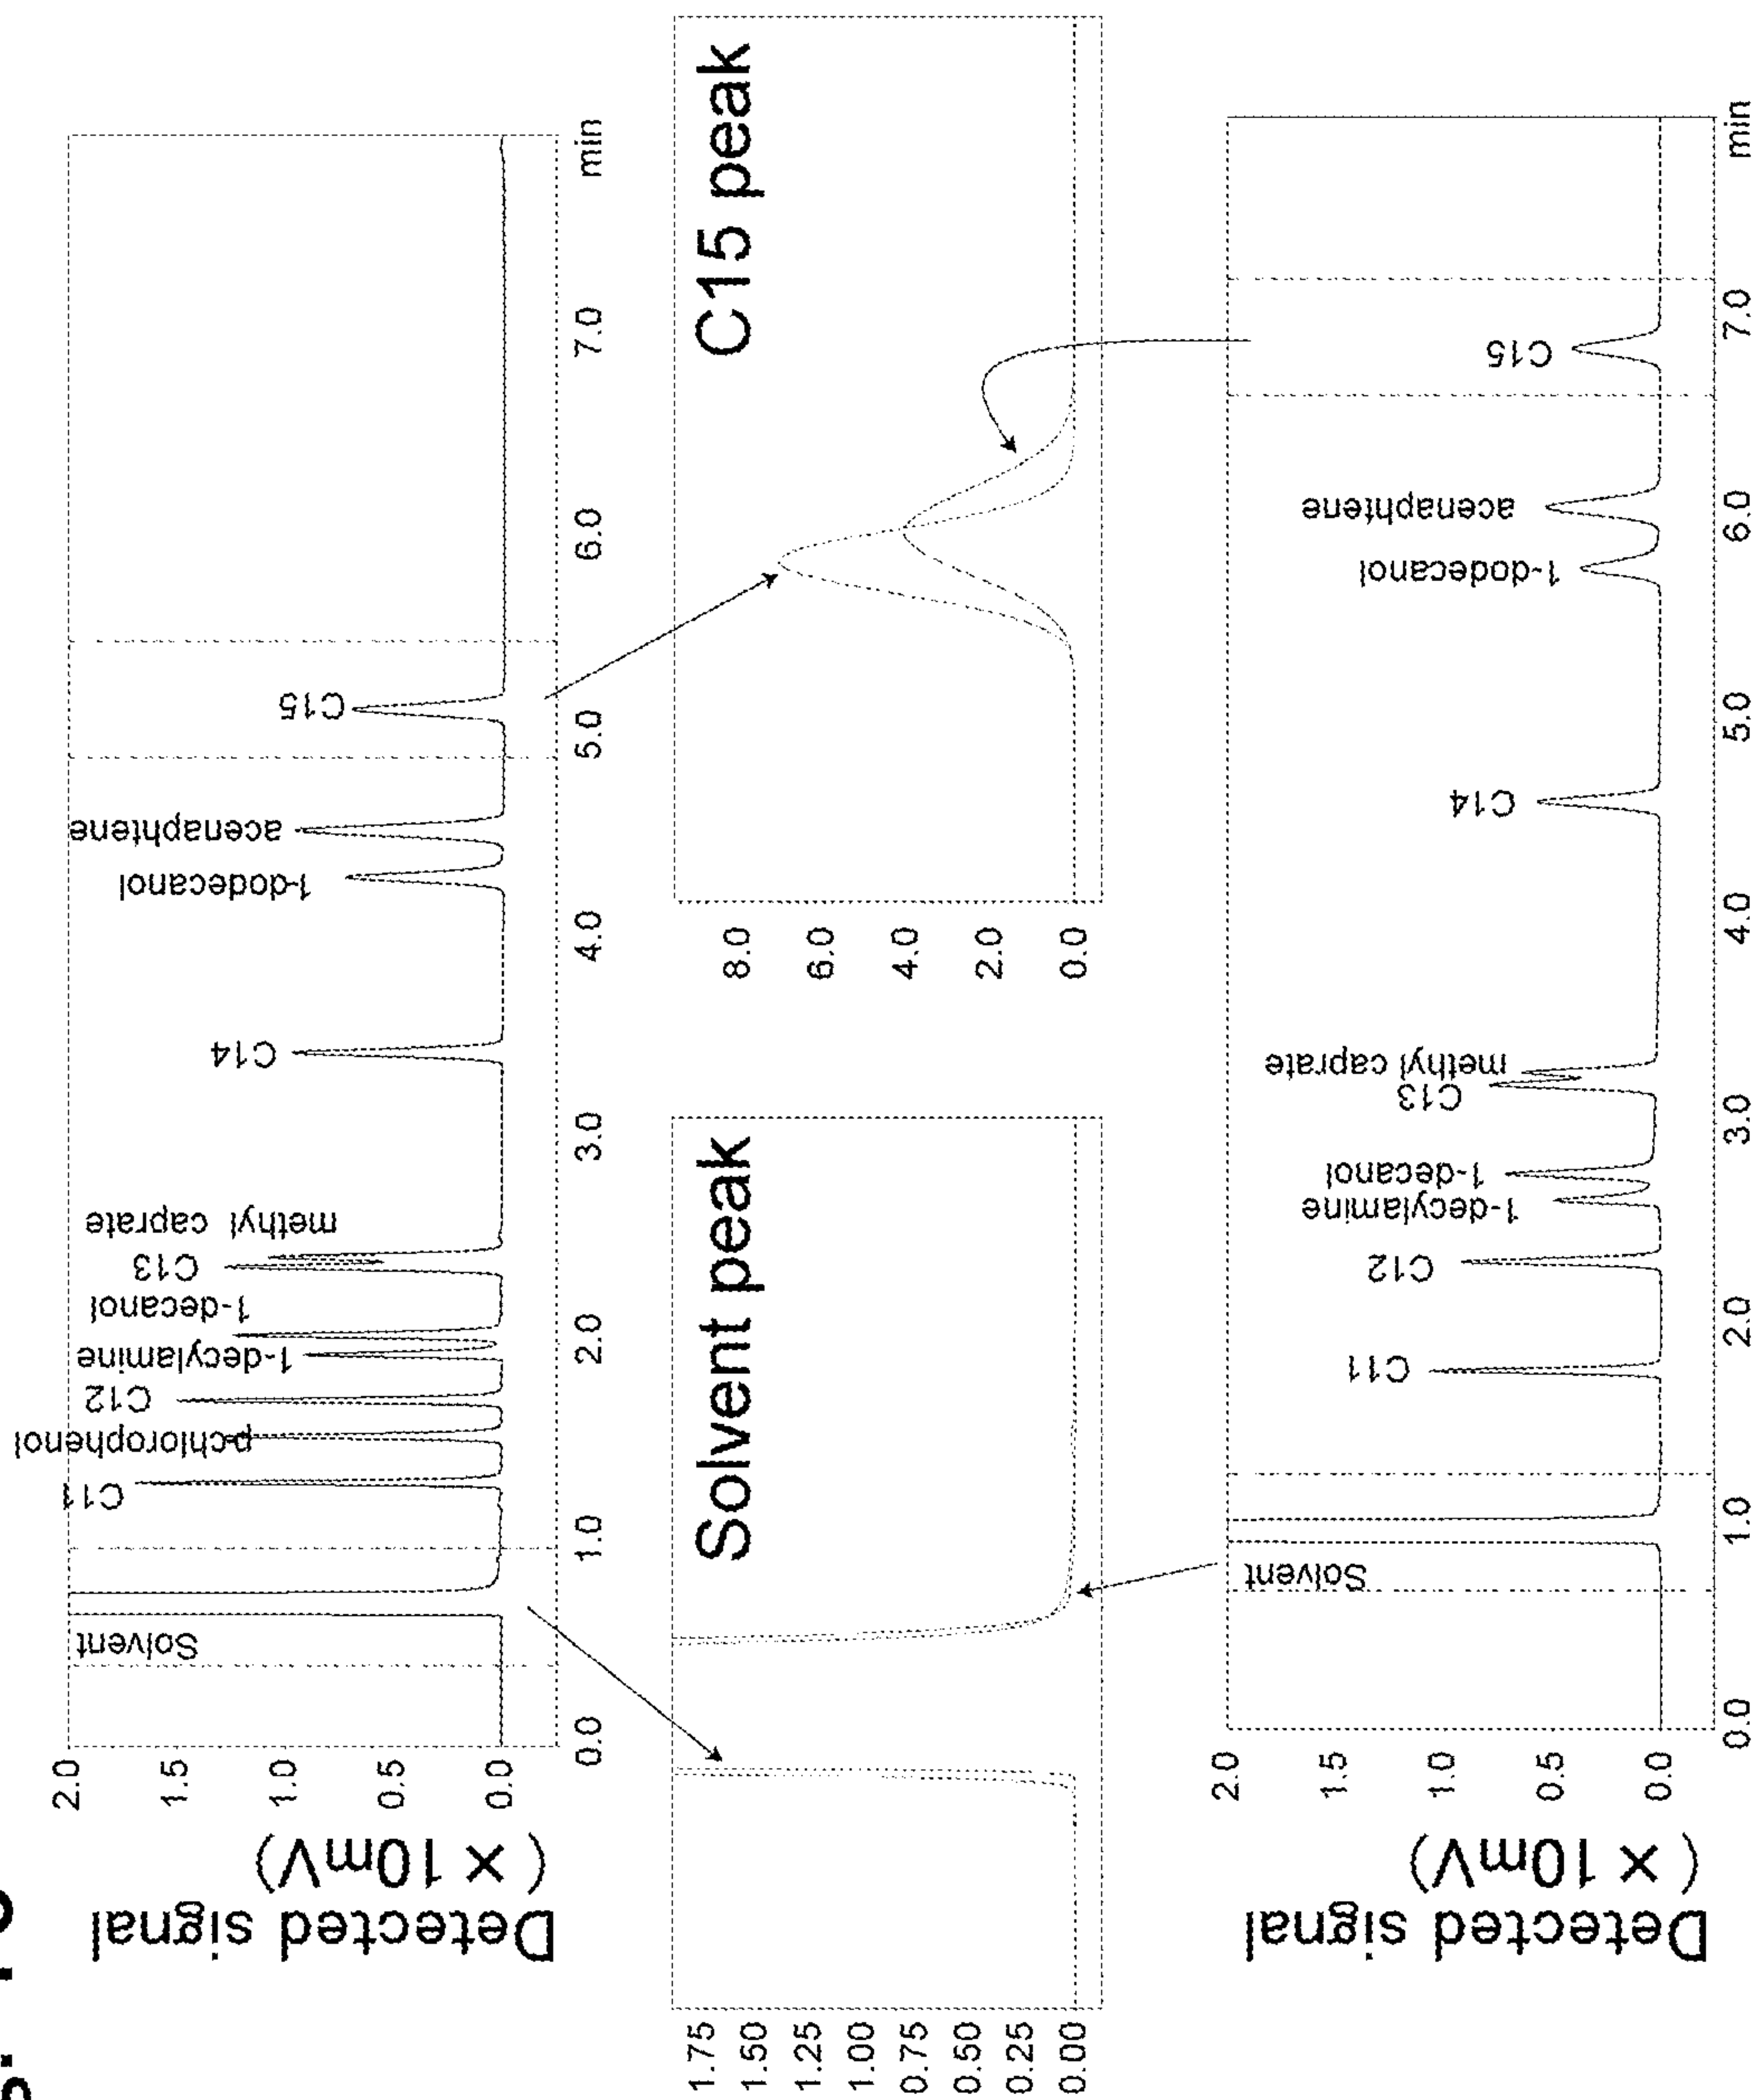 2.0
1.5
1.0
0.5
0.0
Detected signal
( × 10mV)
Solvent
C11
p-chlorophenol
C12
1-decylamine
1-decanol
C13
methyl caprate
C14
1-dodecanol
acenaphtene
C15
0.0
1.0
2.0
3.0
4.0
5.0
6.0
7.0
min
Solvent peak
1.75
1.50
1.25
1.00
0.75
0.50
0.25
0.00
C15 peak
8.0
6.0
4.0
2.0
0.0
2.0
1.5
1.0
0.5
0.0
Detected signal
( × 10mV)
Solvent
C11
C12
1-decylamine
1-decanol
C13
methyl caprate
C14
1-dodecanol
acenaphtene
C15
0.0
1.0
2.0
3.0
4.0
5.0
6.0
7.0
min